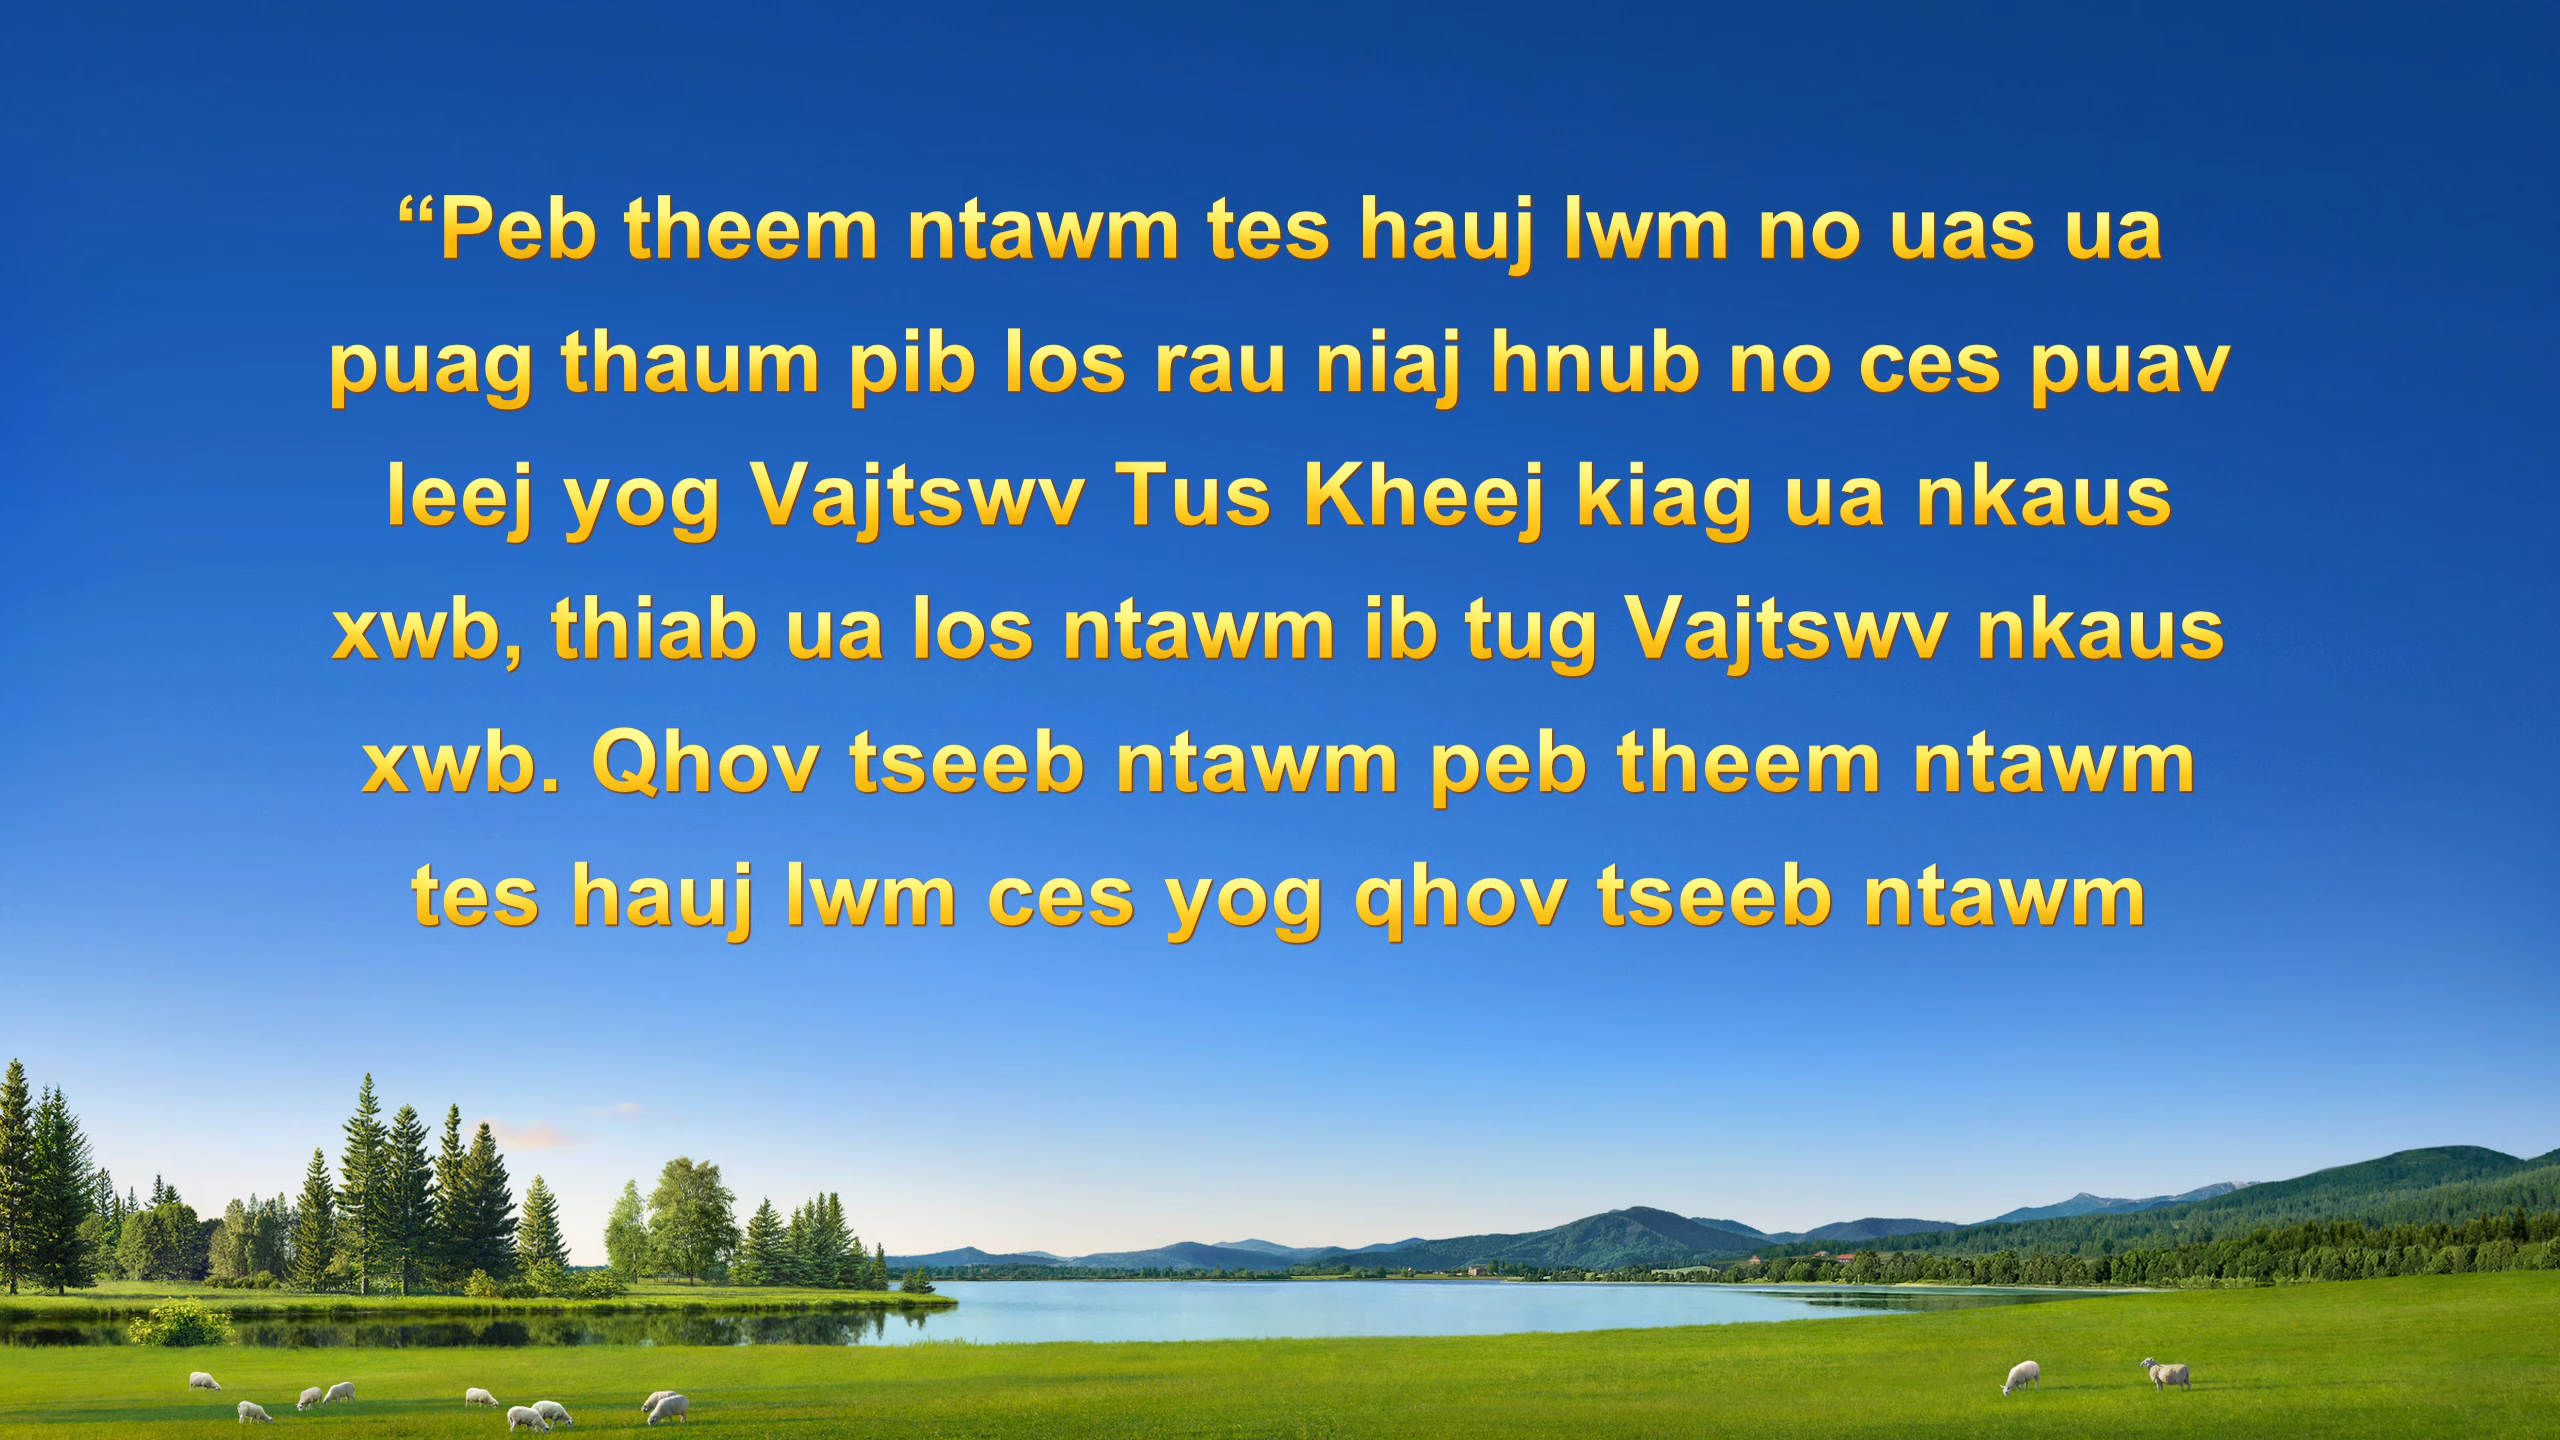 “Peb theem ntawm tes hauj lwm no uas ua
puag thaum pib los rau niaj hnub no ces puav
leej yog Vajtswv Tus Kheej kiag ua nkaus
xwb, thiab ua los ntawm ib tug Vajtswv nkaus
xwb. Qhov tseeb ntawm peb theem ntawm
tes hauj lwm ces yog qhov tseeb ntawm